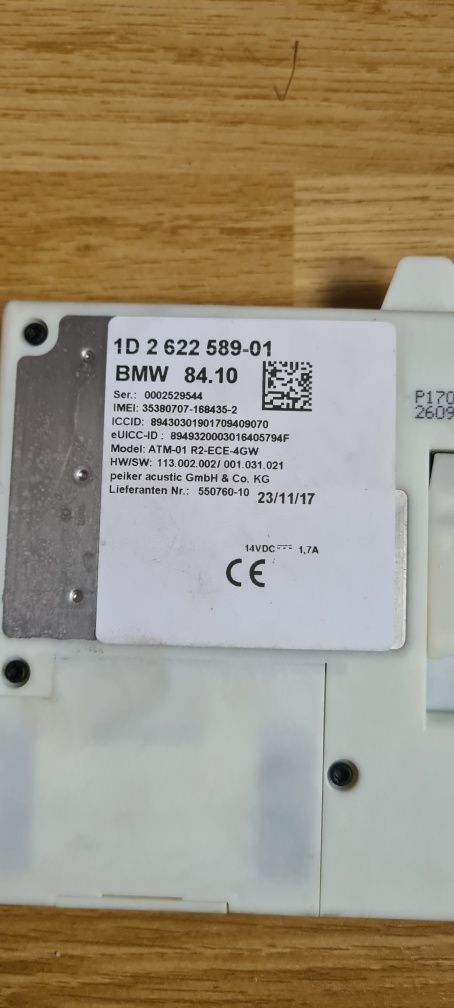 1D 2 622 589-01
BMW 84.10
Ser.: 0002529544
IMEI: 35380707-168435-2
ICCID: 89430301901709409070
eUICC-ID : 8949320003016405794F
Model: ATM-01 R2-ECE-4GW
HW/SW: 113.002.002/ 001.031.021
peiker acustic GmbH & Co. KG
Lieferanten Nr.: 550760-10 23/11/17
14VDC 1,7A
CE
P170
2609